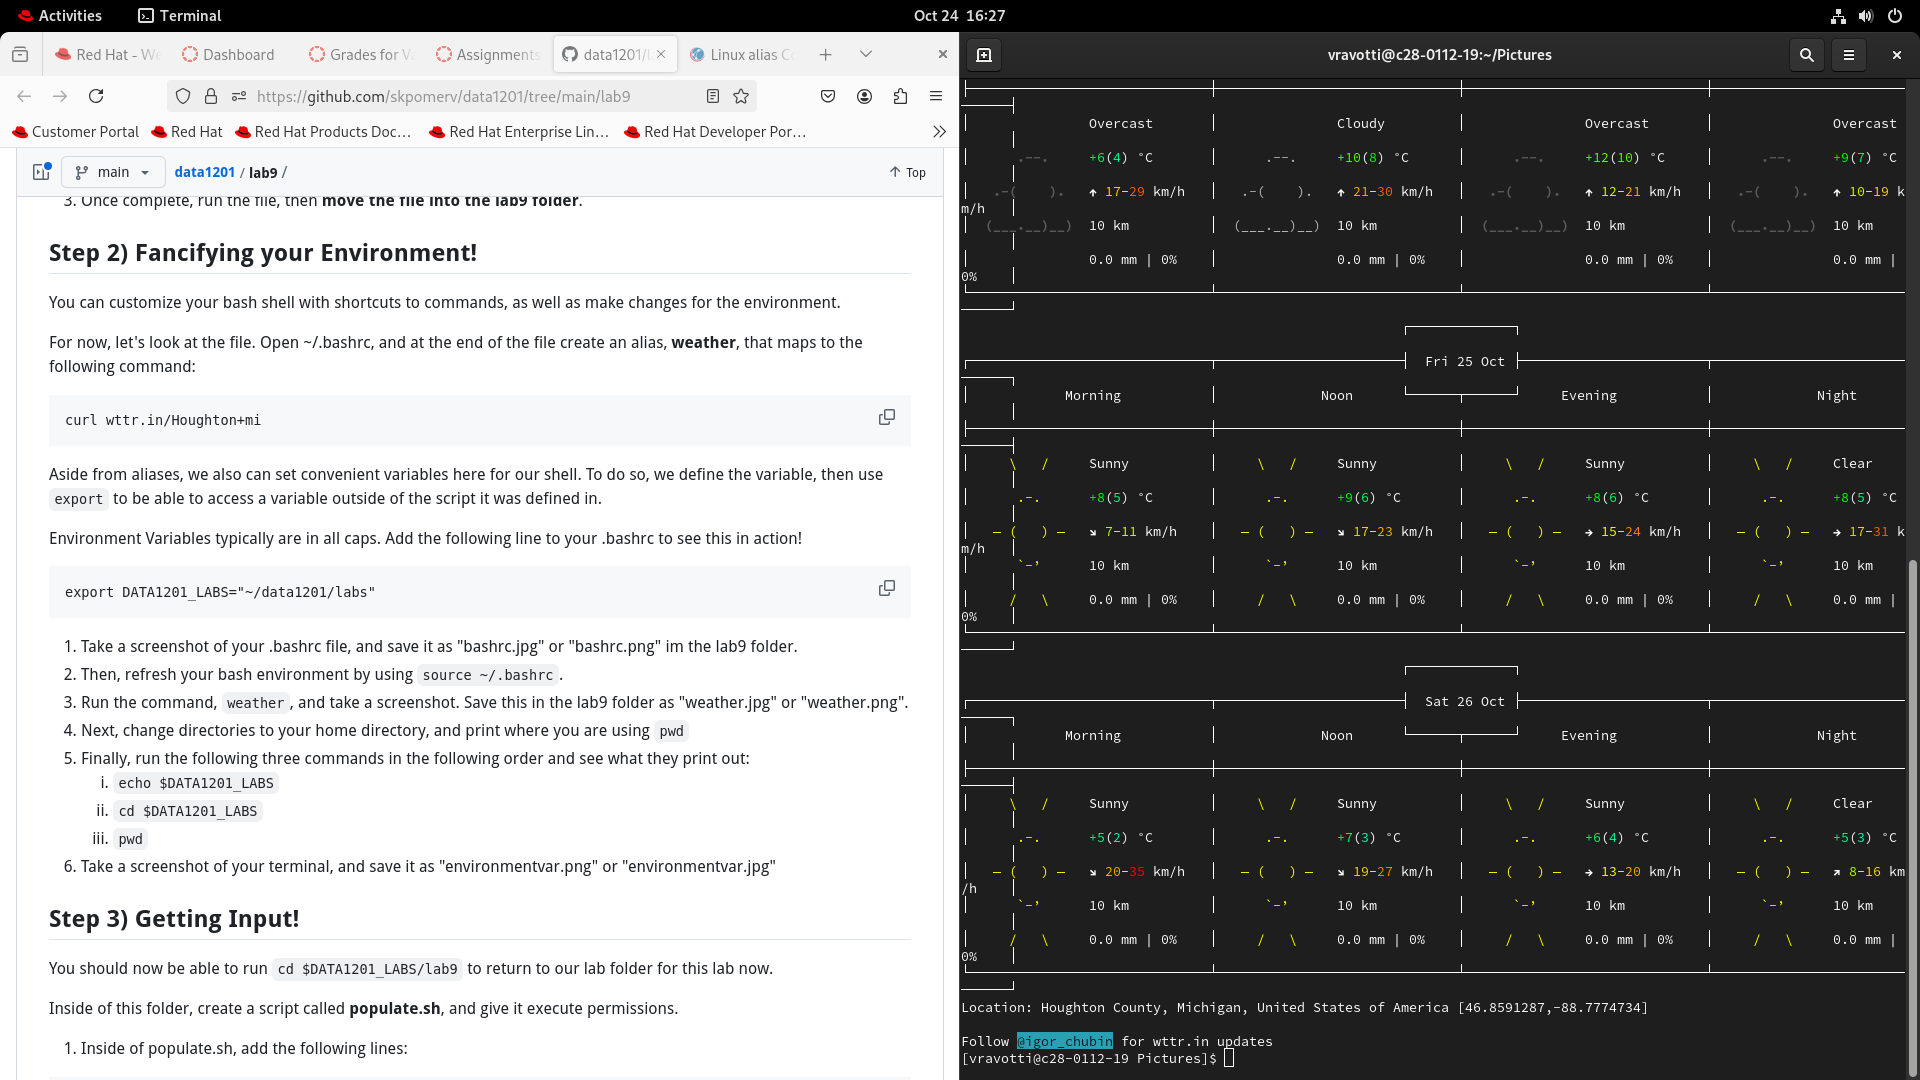 Activities
Terminal
Oct 24 16:27
Red Hat - We
Dashboard
Grades for Va
Assignments
data1201/l
Linux alias Co
https://github.com/skpomerv/data1201/tree/main/lab9
Customer Portal
Red Hat
Red Hat Products Doc…
Red Hat Enterprise Lin…
Red Hat Developer Por…
main
data1201 / lab9 /
Top
3. Once complete, run the file, then move the file into the lab9 folder.
Step 2) Fancifying your Environment!
You can customize your bash shell with shortcuts to commands, as well as make changes for the environment.
For now, let's look at the file. Open ~/.bashrc, and at the end of the file create an alias, weather, that maps to the
following command:
curl wttr.in/Houghton+mi
Aside from aliases, we also can set convenient variables here for our shell. To do so, we define the variable, then use
export to be able to access a variable outside of the script it was defined in.
Environment Variables typically are in all caps. Add the following line to your .bashrc to see this in action!
export DATA1201_LABS="~/data1201/labs"
1. Take a screenshot of your .bashrc file, and save it as "bashrc.jpg" or "bashrc.png" im the lab9 folder.
2. Then, refresh your bash environment by using source ~/.bashrc.
3. Run the command, weather, and take a screenshot. Save this in the lab9 folder as "weather.jpg" or "weather.png".
4. Next, change directories to your home directory, and print where you are using pwd
5. Finally, run the following three commands in the following order and see what they print out:
i. echo $DATA1201_LABS
ii. cd $DATA1201_LABS
iii. pwd
6. Take a screenshot of your terminal, and save it as "environmentvar.png" or "environmentvar.jpg"
Step 3) Getting Input!
You should now be able to run cd $DATA1201_LABS/lab9 to return to our lab folder for this lab now.
Inside of this folder, create a script called populate.sh, and give it execute permissions.
1. Inside of populate.sh, add the following lines:
vravotti@c28-0112-19:~/Pictures
Overcast Cloudy Overcast Overcast
+6(4) °C +10(8) °C +12(10) °C +9(7) °C
↑ 17-29 km/h ↑ 21-30 km/h ↑ 12-21 km/h ↑ 10-19 k
m/h
10 km 10 km 10 km 10 km
0.0 mm | 0% 0.0 mm | 0% 0.0 mm | 0% 0.0 mm |
0%
Fri 25 Oct
Morning Noon Evening Night
Sunny Sunny Sunny Clear
+8(5) °C +9(6) °C +8(6) °C +8(5) °C
↘ 7-11 km/h ↘ 17-23 km/h → 15-24 km/h → 17-31 k
m/h
10 km 10 km 10 km 10 km
0.0 mm | 0% 0.0 mm | 0% 0.0 mm | 0% 0.0 mm |
0%
Sat 26 Oct
Morning Noon Evening Night
Sunny Sunny Sunny Clear
+5(2) °C +7(3) °C +6(4) °C +5(3) °C
↘ 20-35 km/h ↘ 19-27 km/h → 13-20 km/h ↗ 8-16 km
/h
10 km 10 km 10 km 10 km
0.0 mm | 0% 0.0 mm | 0% 0.0 mm | 0% 0.0 mm |
0%
Location: Houghton County, Michigan, United States of America [46.8591287,-88.7774734]
Follow @igor_chubin for wttr.in updates
[vravotti@c28-0112-19 Pictures]$